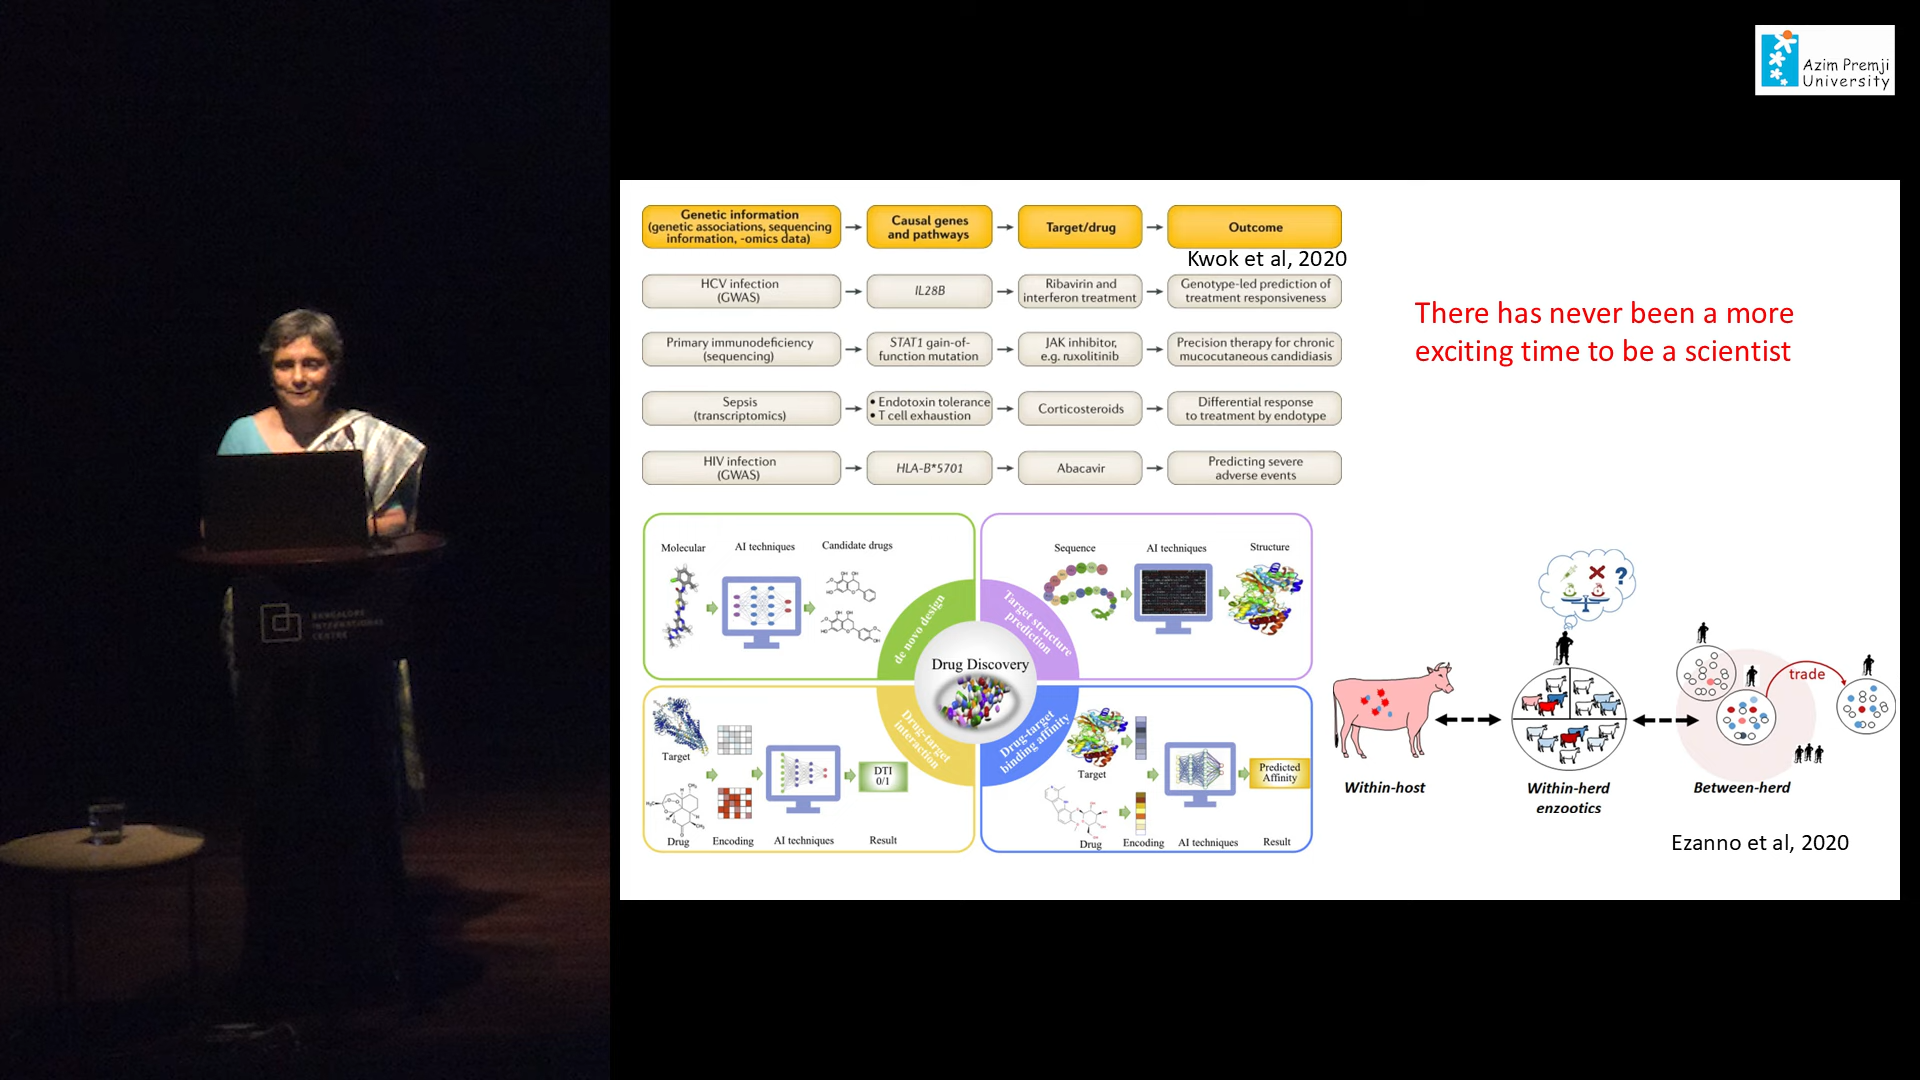 Azim Premji
University
Genetic information
(genetic associations, sequencing
information, -omics data)
Causal genes
and pathways
Target/drug
Outcome
Kwok et al, 2020
HCV infection
(GWAS)
IL28B
Ribavirin and
interferon treatment
Genotype-led prediction of
treatment responsiveness
Primary immunodeficiency
(sequencing)
STAT1 gain-of-
function mutation
JAK inhibitor,
e.g. ruxolitinib
Precision therapy for chronic
mucocutaneous candidiasis
Sepsis
(transcriptomics)
• Endotoxin tolerance
• T cell exhaustion
Corticosteroids
Differential response
to treatment by endotype
HIV infection
(GWAS)
HLA-B*5701
Abacavir
Predicting severe
adverse events
There has never been a more
exciting time to be a scientist
Molecular
AI techniques
Candidate drugs
de novo design
Sequence
AI techniques
Structure
Target structure
prediction
Drug Discovery
Target
Drug
Encoding
AI techniques
DTI
0/1
Result
Drug-target
interaction
Drug-target
binding affinity
Target
Drug
Encoding
AI techniques
Predicted
Affinity
Result
?
trade
Within-host
Within-herd
enzootics
Between-herd
Ezanno et al, 2020
BANGALORE
INTERNATIONAL
CENTRE